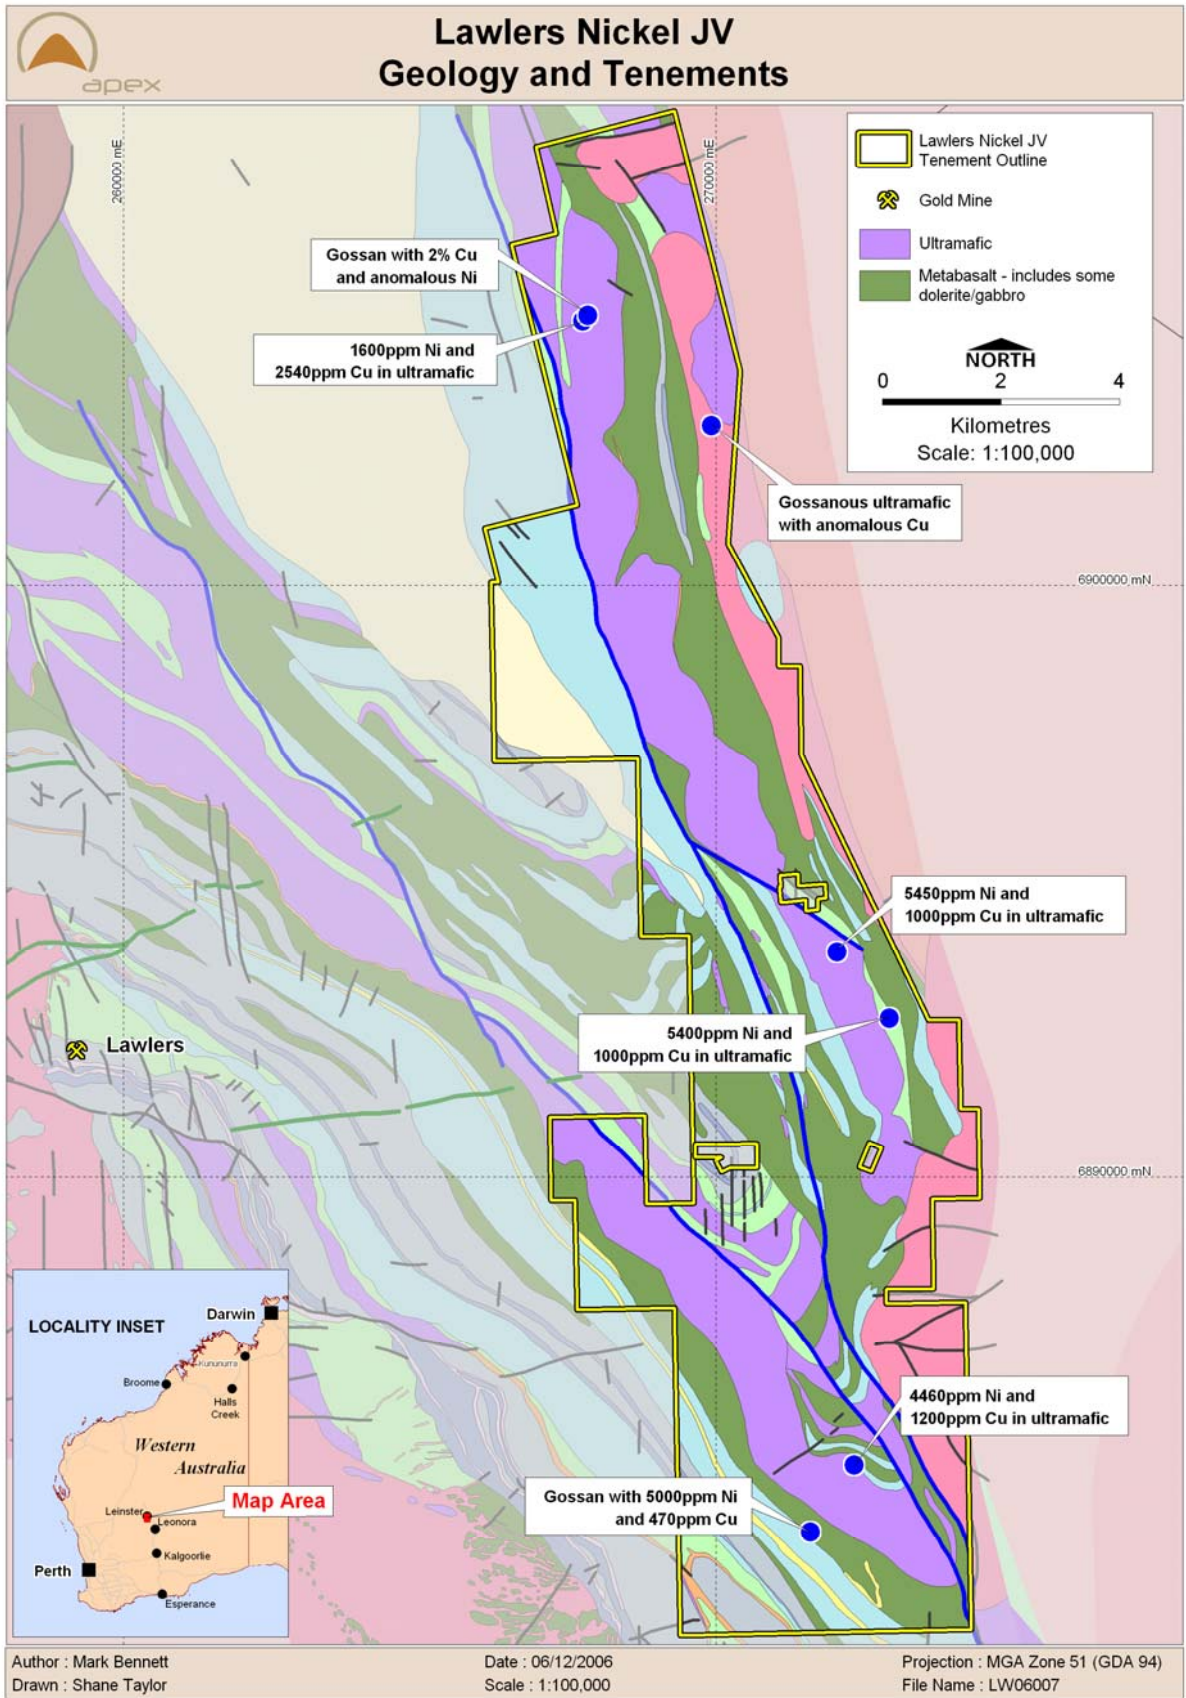 apex
Lawlers Nickel JV
Geology and Tenements
260000 mE
270000 mE
Lawlers Nickel JV
Tenement Outline
Gold Mine
Ultramafic
Metabasalt - includes some
dolerite/gabbro
NORTH
0 2 4
Kilometres
Scale: 1:100,000
Gossan with 2% Cu
and anomalous Ni
1600ppm Ni and
2540ppm Cu in ultramafic
Gossanous ultramafic
with anomalous Cu
6900000 mN
5450ppm Ni and
1000ppm Cu in ultramafic
5400ppm Ni and
1000ppm Cu in ultramafic
Lawlers
6890000 mN
4460ppm Ni and
1200ppm Cu in ultramafic
Gossan with 5000ppm Ni
and 470ppm Cu
LOCALITY INSET
Darwin
Kununurra
Broome
Halls
Creek
Western
Australia
Map Area
Leinster
Leonora
Kalgoorlie
Perth
Esperance
Author : Mark Bennett
Drawn : Shane Taylor
Date : 06/12/2006
Scale : 1:100,000
Projection : MGA Zone 51 (GDA 94)
File Name : LW06007